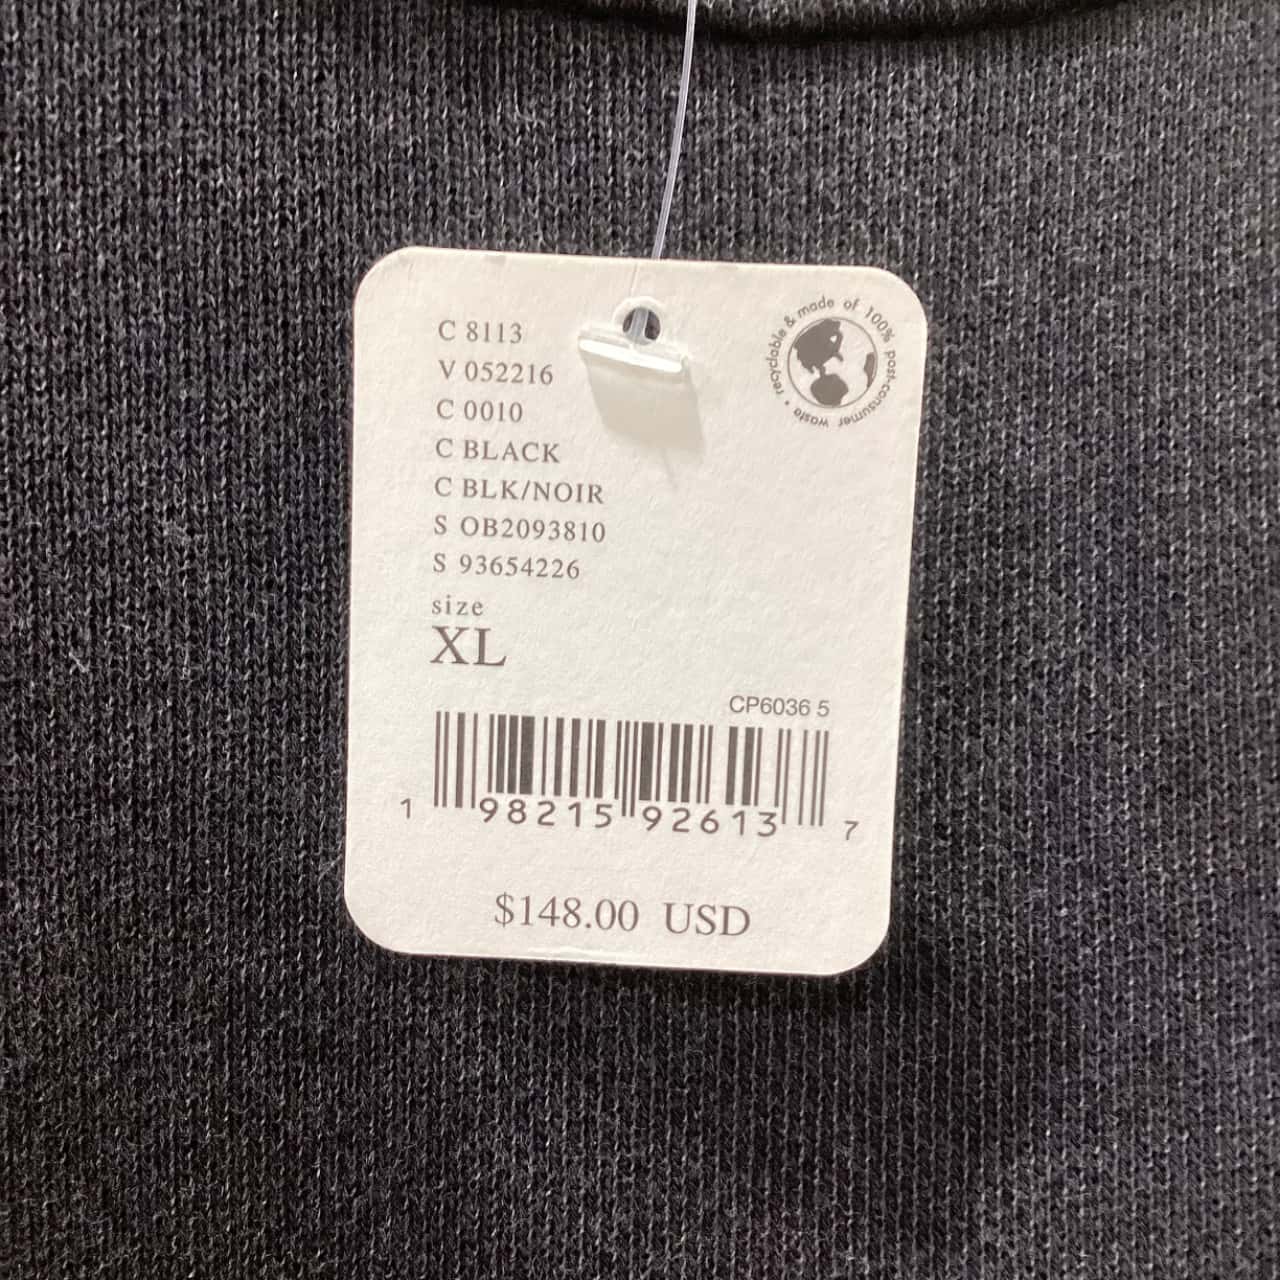 recyclable & made of 100% post-consumer waste •
C 8113
V 052216
C 0010
C BLACK
C BLK/NOIR
S OB2093810
S 93654226
size
XL
CP6036 5
1 98215 92613 7
$148.00 USD